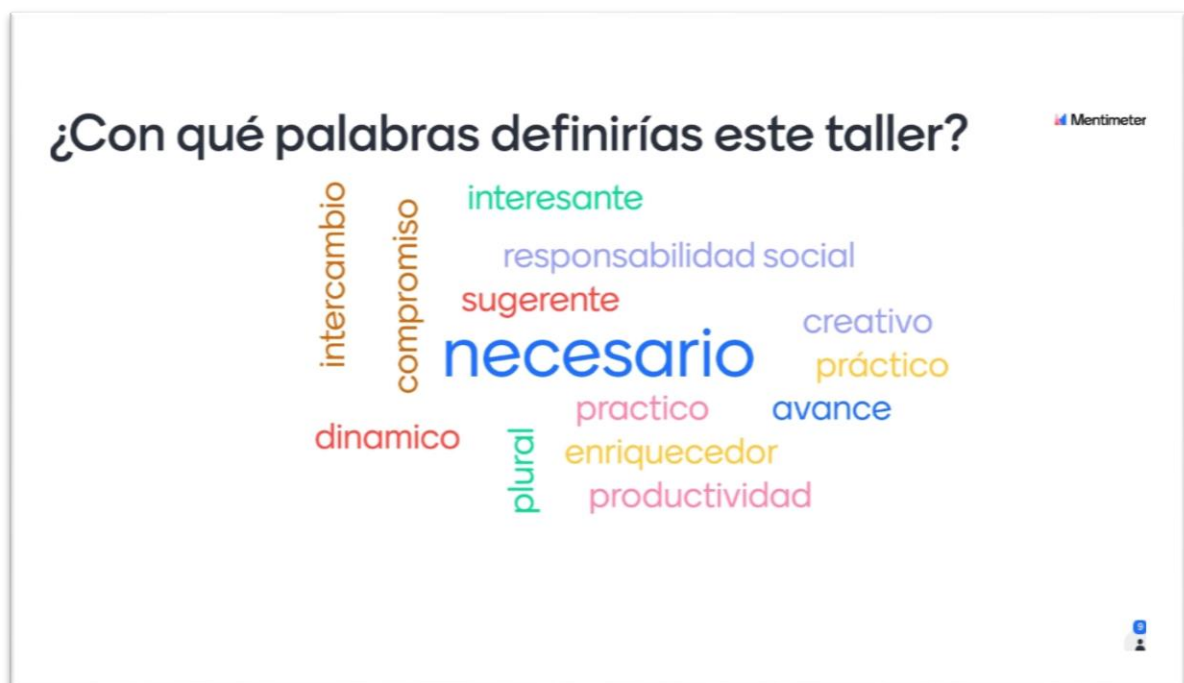 ¿Con qué palabras definirías este taller?
Mentimeter
intercambio
compromiso
interesante
responsabilidad social
sugerente
creativo
necesario
práctico
practico
avance
dinamico
plural
enriquecedor
productividad
9